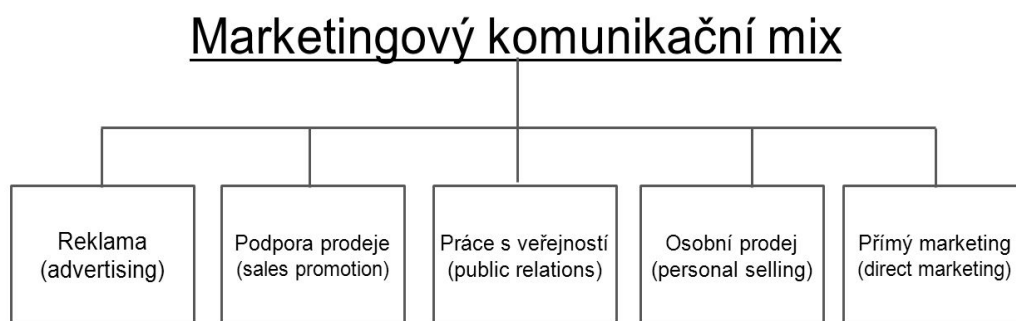 Marketingový komunikační mix
Reklama
(advertising)
Podpora prodeje
(sales promotion)
Práce s veřejností
(public relations)
Osobní prodej
(personal selling)
Přímý marketing
(direct marketing)